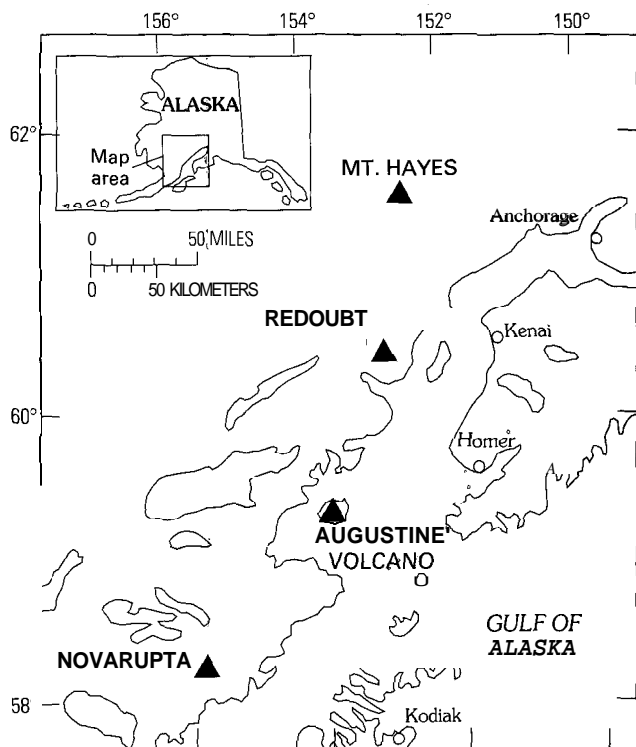 156° 154° 152° 150°
62°
ALASKA
Map
area
MT. HAYES
Anchorage
0 50 MILES
0 50 KILOMETERS
REDOUBT
Kenai
60°
Homer
AUGUSTINE
VOLCANO
GULF OF
ALASKA
NOVARUPTA
58
Kodiak